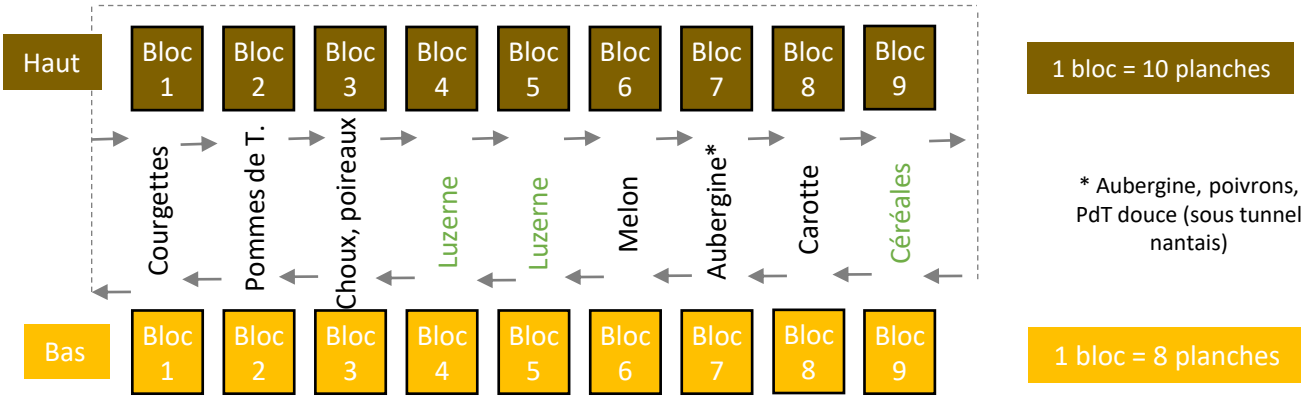 Haut
Bloc
1
Bloc
2
Bloc
3
Bloc
4
Bloc
5
Bloc
6
Bloc
7
Bloc
8
Bloc
9
1 bloc = 10 planches
Courgettes
Pommes de T.
Choux, poireaux
Luzerne
Luzerne
Melon
Aubergine*
Carotte
Céréales
* Aubergine, poivrons,
PdT douce (sous tunnel
nantais)
Bas
Bloc
1
Bloc
2
Bloc
3
Bloc
4
Bloc
5
Bloc
6
Bloc
7
Bloc
8
Bloc
9
1 bloc = 8 planches